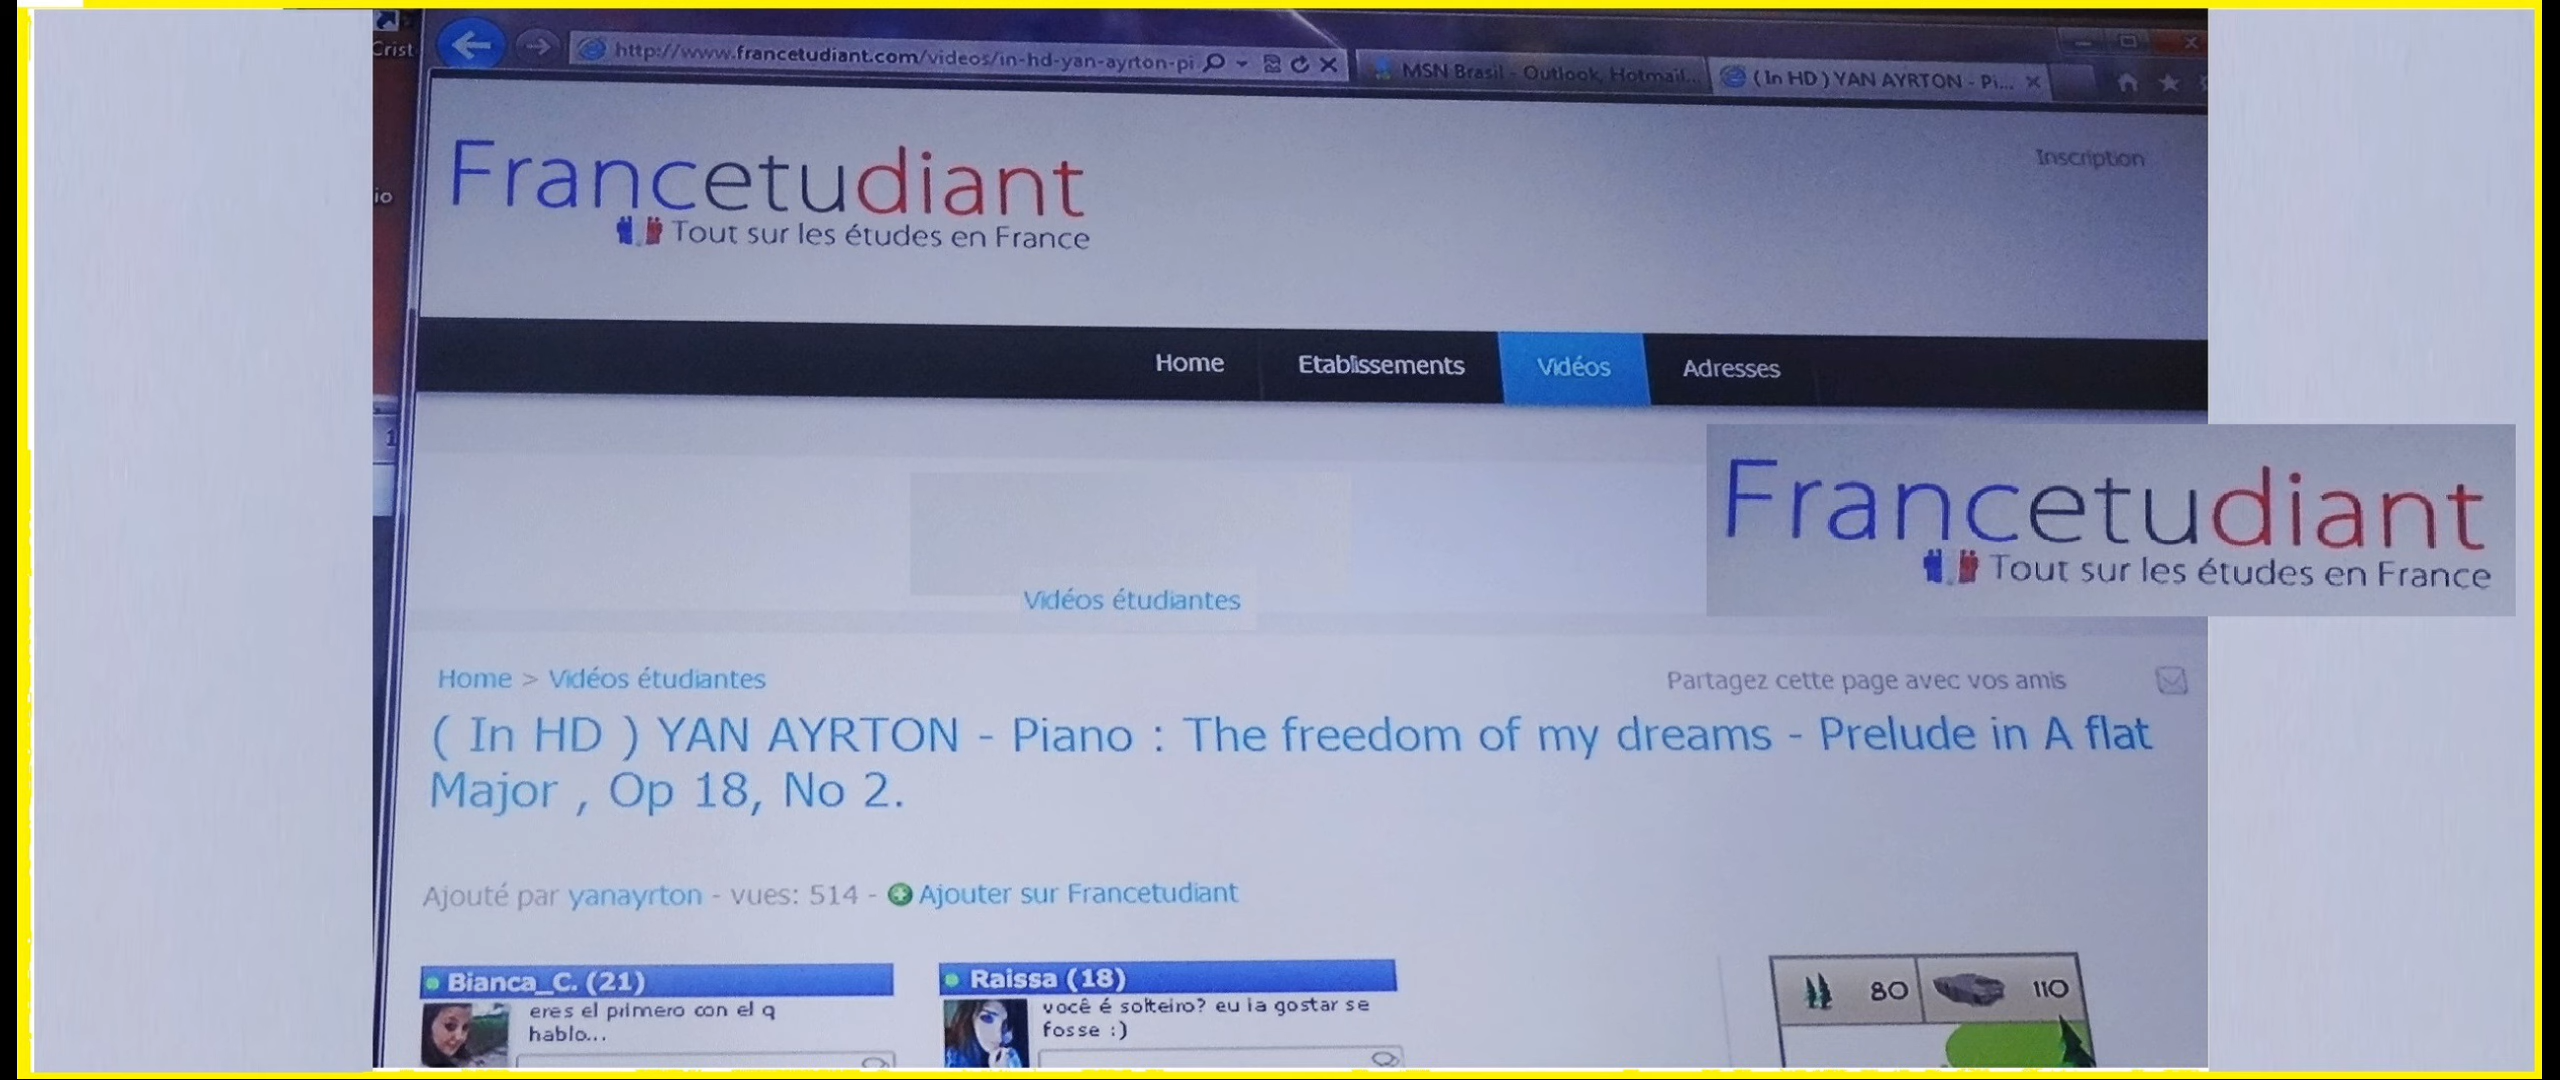 Crist
http://www.francetudiant.com/videos/in-hd-yan-ayrton-pi
MSN Brasil - Outlook, Hotmail...
( In HD ) YAN AYRTON - Pi...
io
Francetudiant
Tout sur les études en France
Inscription
Home Etablissements Vidéos Adresses
1
Francetudiant
Tout sur les études en France
Vidéos étudiantes
Home > Vidéos étudiantes
Partagez cette page avec vos amis
( In HD ) YAN AYRTON - Piano : The freedom of my dreams - Prelude in A flat
Major , Op 18, No 2.
Ajouté par yanayrton - vues: 514 - Ajouter sur Francetudiant
Bianca_C. (21)
eres el primero con el q
hablo...
Raissa (18)
você é solteiro? eu ia gostar se
fosse :)
80 110